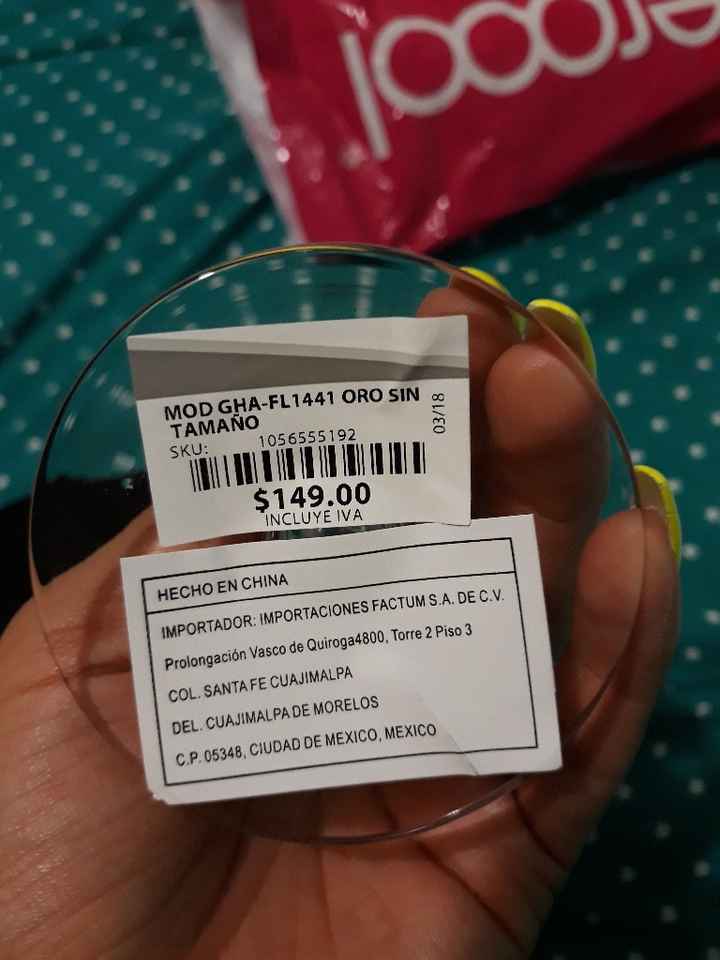 erpool
MOD GHA-FL1441 ORO SIN
TAMAÑO
03/18
SKU: 1056555192
$149.00
INCLUYE IVA
HECHO EN CHINA
IMPORTADOR: IMPORTACIONES FACTUM S.A. DE C.V.
Prolongación Vasco de Quiroga4800, Torre 2 Piso 3
COL. SANTA FE CUAJIMALPA
DEL. CUAJIMALPA DE MORELOS
C.P. 05348, CIUDAD DE MEXICO, MEXICO